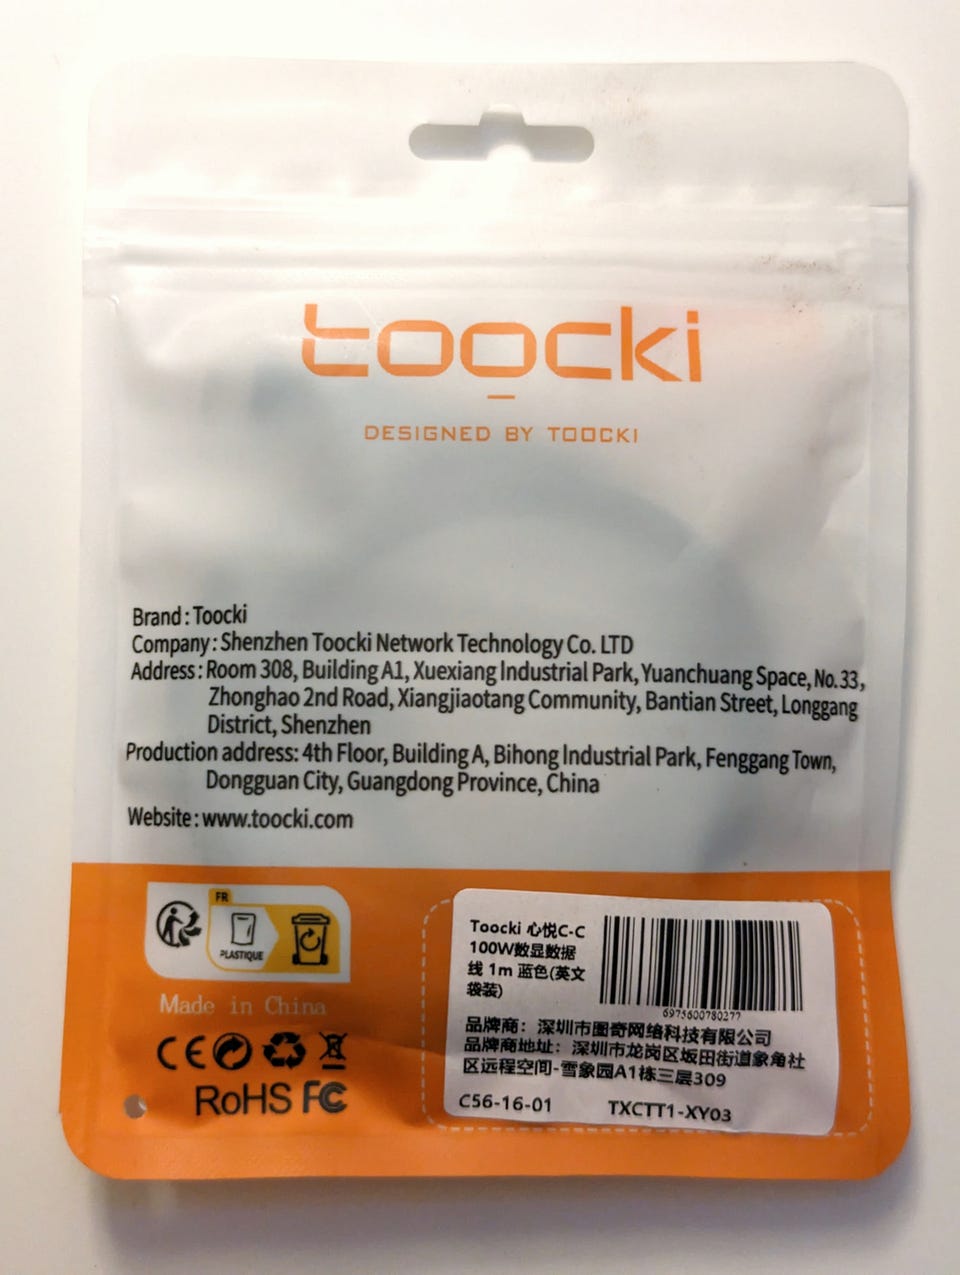 toocki
DESIGNED BY TOOCKI
Brand : Toocki
Company : Shenzhen Toocki Network Technology Co. LTD
Address : Room 308, Building A1, Xuexiang Industrial Park, Yuanchuang Space, No. 33,
Zhonghao 2nd Road, Xiangjiaotang Community, Bantian Street, Longgang
District, Shenzhen
Production address: 4th Floor, Building A, Bihong Industrial Park, Fenggang Town,
Dongguan City, Guangdong Province, China
Website : www.toocki.com
FR
PLASTIQUE
Made in China
CE
RoHS FC
Toocki 心悦C-C
100W数显数据
线 1m 蓝色(英文
袋装)
6975600780277
品牌商：深圳市图奇网络科技有限公司
品牌商地址：深圳市龙岗区坂田街道象角社
区远程空间-雪象园A1栋三层309
C56-16-01
TXCTT1-XY03